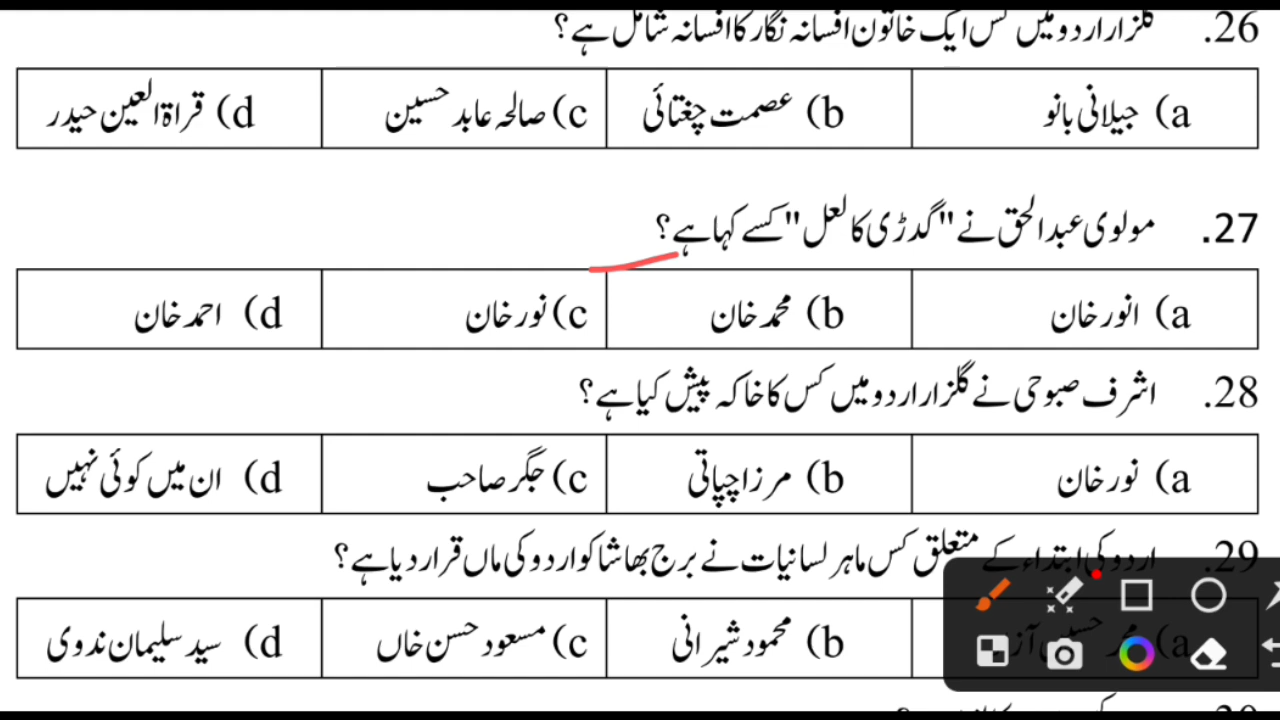 26. گلزار اردو میں کس ایک خاتون افسانہ نگار کا افسانہ شامل ہے؟
a) جیلانی بانو b) عصمت چغتائی c) صالحہ عابد حسین d) قراۃ العین حیدر
27. مولوی عبدالحق نے "گدڑی کا لعل" کسے کہا ہے؟
a) انور خان b) محمد خان c) نور خان d) احمد خان
28. اشرف صبوحی نے گلزار اردو میں کس کا خاکہ پیش کیا ہے؟
a) نور خان b) مرزا چپاتی c) جگر صاحب d) ان میں کوئی نہیں
29. اردو کی ابتداء کے متعلق کس ماہر لسانیات نے برج بھاشا کو اردو کی ماں قرار دیا ہے؟
a) محمد حسین آز b) محمود شیرانی c) مسعود حسن خاں d) سید سلیمان ندوی